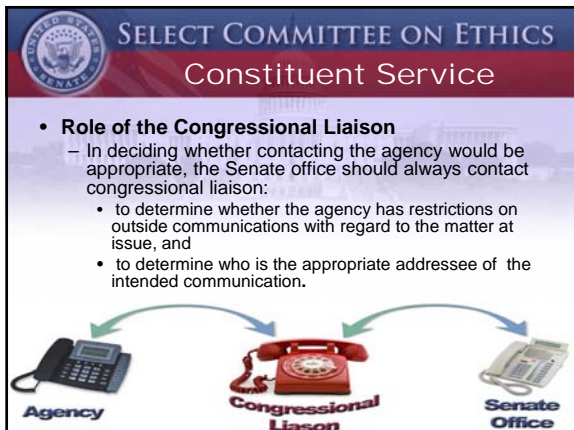 UNITED STATES
SENATE
SELECT COMMITTEE ON ETHICS
Constituent Service
• Role of the Congressional Liaison
– In deciding whether contacting the agency would be
appropriate, the Senate office should always contact
congressional liaison:
• to determine whether the agency has restrictions on
outside communications with regard to the matter at
issue, and
• to determine who is the appropriate addressee of the
intended communication.
Agency
Congressional
Liason
Senate
Office